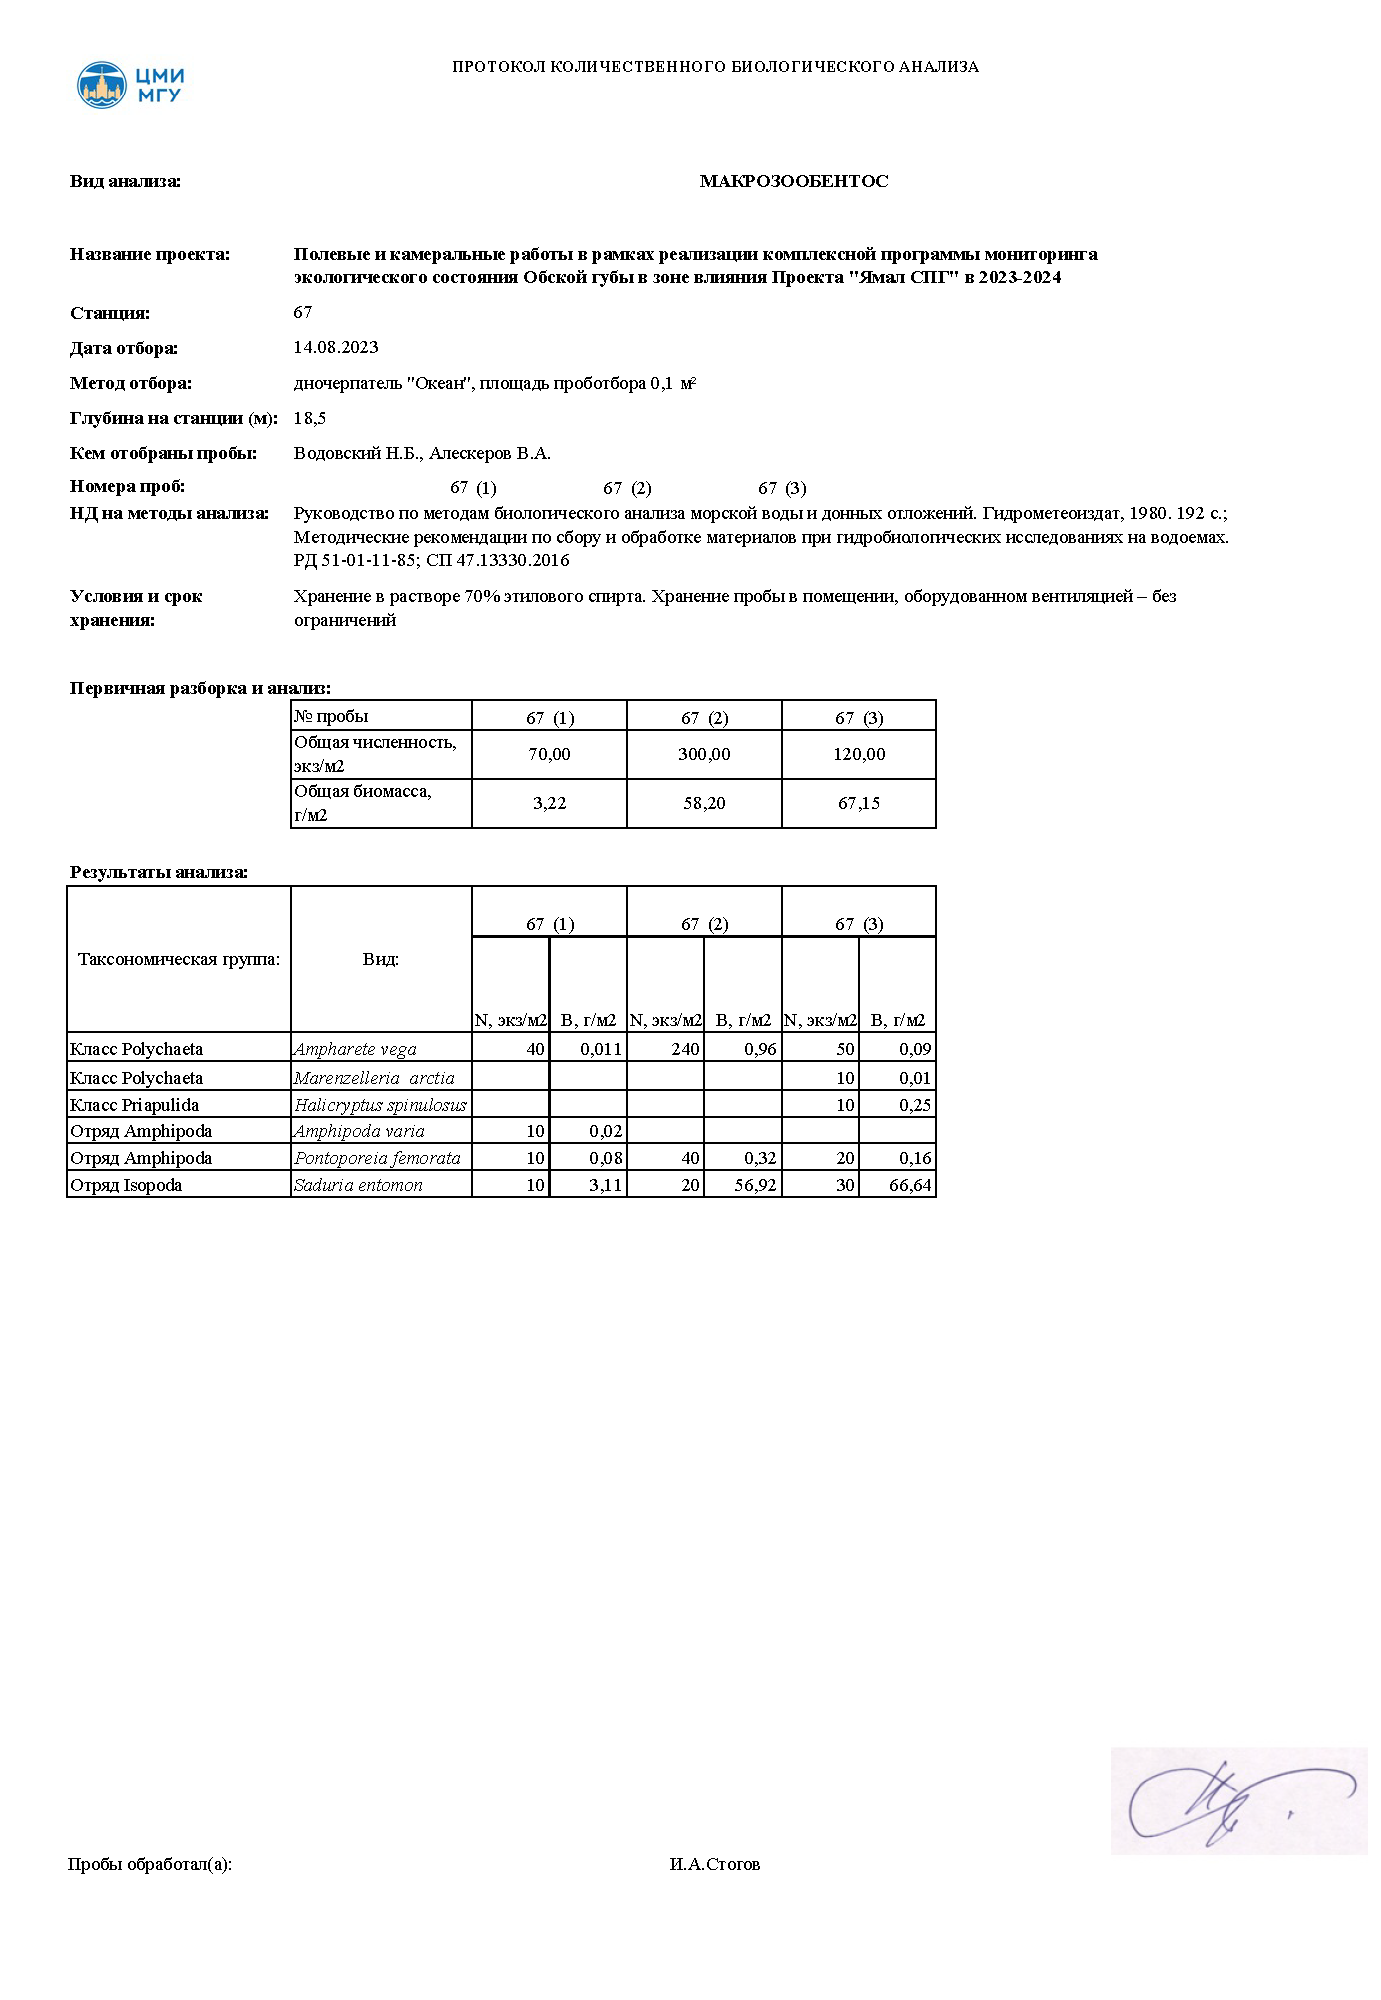 ЦМИ
МГУ
ПРОТОКОЛ КОЛИЧЕСТВЕННОГО БИОЛОГИЧЕСКОГО АНАЛИЗА
Вид анализа: МАКРОЗООБЕНТОС
Название проекта: Полевые и камеральные работы в рамках реализации комплексной программы мониторинга
экологического состояния Обской губы в зоне влияния Проекта "Ямал СПГ" в 2023-2024
Станция: 67
Дата отбора: 14.08.2023
Метод отбора: дночерпатель "Океан", площадь проботбора 0,1 м²
Глубина на станции (м): 18,5
Кем отобраны пробы: Водовский Н.Б., Алескеров В.А.
Номера проб: 67 (1) 67 (2) 67 (3)
НД на методы анализа: Руководство по методам биологического анализа морской воды и донных отложений. Гидрометеоиздат, 1980. 192 с.;
Методические рекомендации по сбору и обработке материалов при гидробиологических исследованиях на водоемах.
РД 51-01-11-85; СП 47.13330.2016
Условия и срок Хранение в растворе 70% этилового спирта. Хранение пробы в помещении, оборудованном вентиляцией – без
хранения: ограничений
Первичная разборка и анализ:
№ пробы 67 (1) 67 (2) 67 (3)
Общая численность,
экз/м2 70,00 300,00 120,00
Общая биомасса,
г/м2 3,22 58,20 67,15
Результаты анализа:
67 (1) 67 (2) 67 (3)
Таксономическая группа: Вид:
N, экз/м2 B, г/м2 N, экз/м2 B, г/м2 N, экз/м2 B, г/м2
Класс Polychaeta Ampharete vega 40 0,011 240 0,96 50 0,09
Класс Polychaeta Marenzelleria arctia 10 0,01
Класс Priapulida Halicryptus spinulosus 10 0,25
Отряд Amphipoda Amphipoda varia 10 0,02
Отряд Amphipoda Pontoporeia femorata 10 0,08 40 0,32 20 0,16
Отряд Isopoda Saduria entomon 10 3,11 20 56,92 30 66,64
Пробы обработал(а): И.А.Стогов